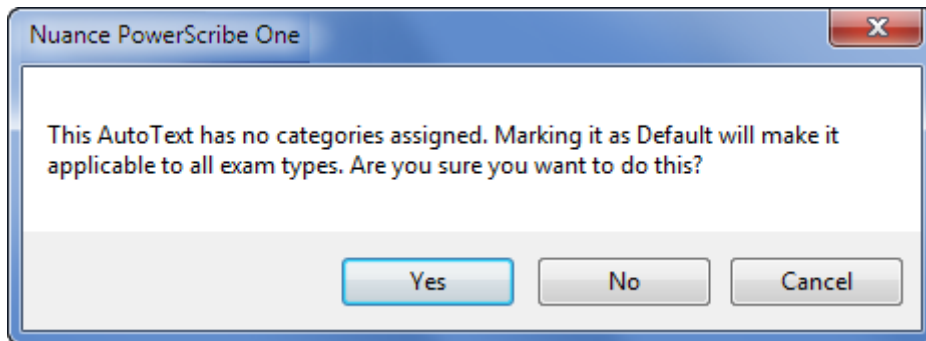 Nuance PowerScribe One
This AutoText has no categories assigned. Marking it as Default will make it
applicable to all exam types. Are you sure you want to do this?
Yes No Cancel